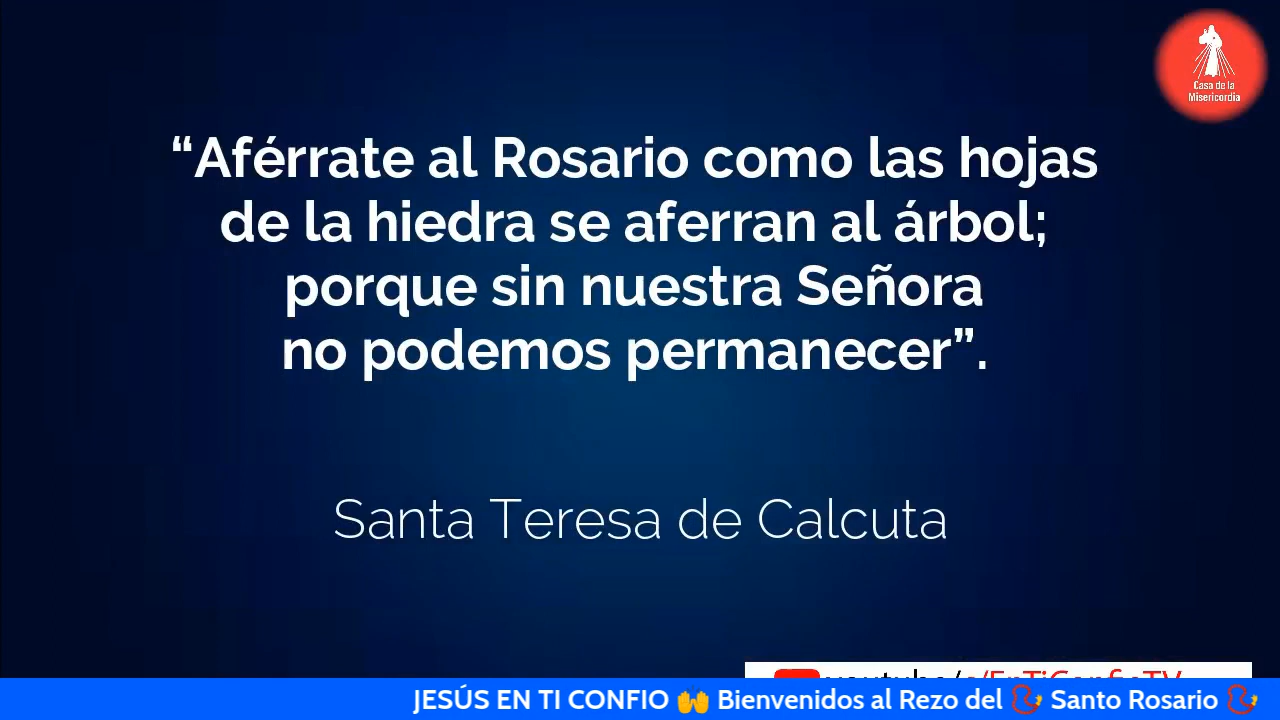 Casa de la
Misericordia
“Aférrate al Rosario como las hojas
de la hiedra se aferran al árbol;
porque sin nuestra Señora
no podemos permanecer”.
Santa Teresa de Calcuta
youtube/c/EnTiConfioTV
JESÚS EN TI CONFIO 🙌 Bienvenidos al Rezo del 📿 Santo Rosario 📿